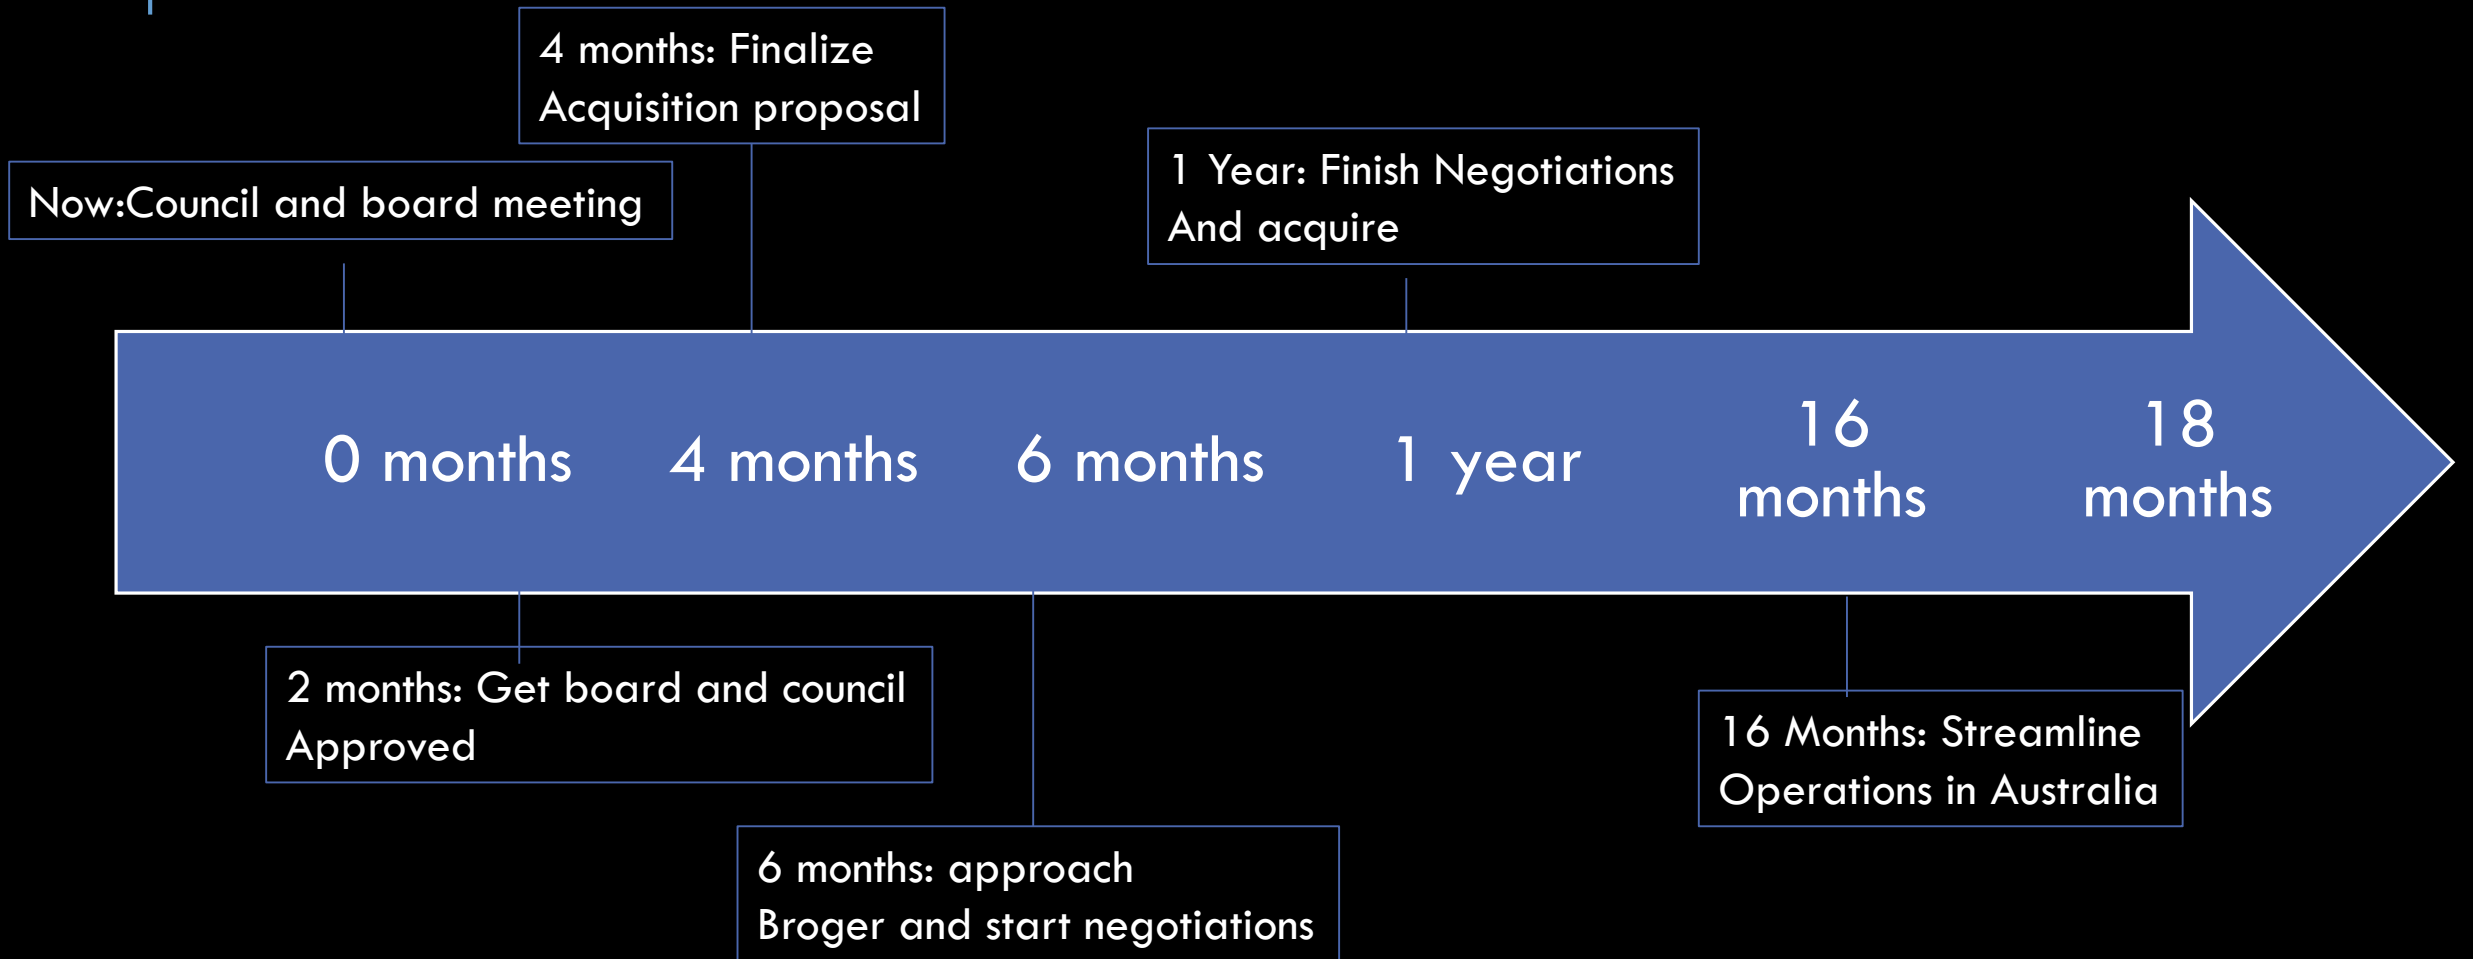 4 months: Finalize
Acquisition proposal
Now:Council and board meeting
1 Year: Finish Negotiations
And acquire
0 months
4 months
6 months
1 year
16
months
18
months
2 months: Get board and council
Approved
16 Months: Streamline
Operations in Australia
6 months: approach
Broger and start negotiations